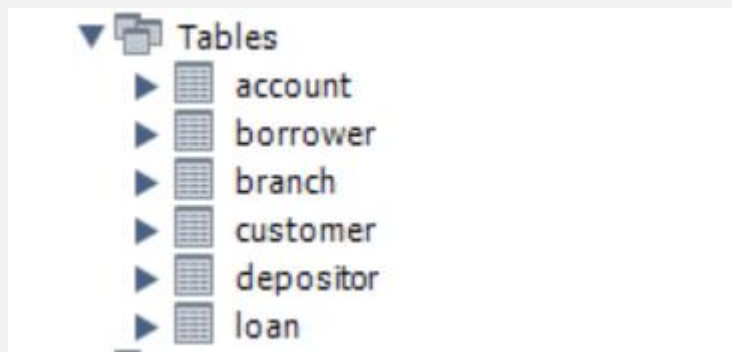 Tables
account
borrower
branch
customer
depositor
loan